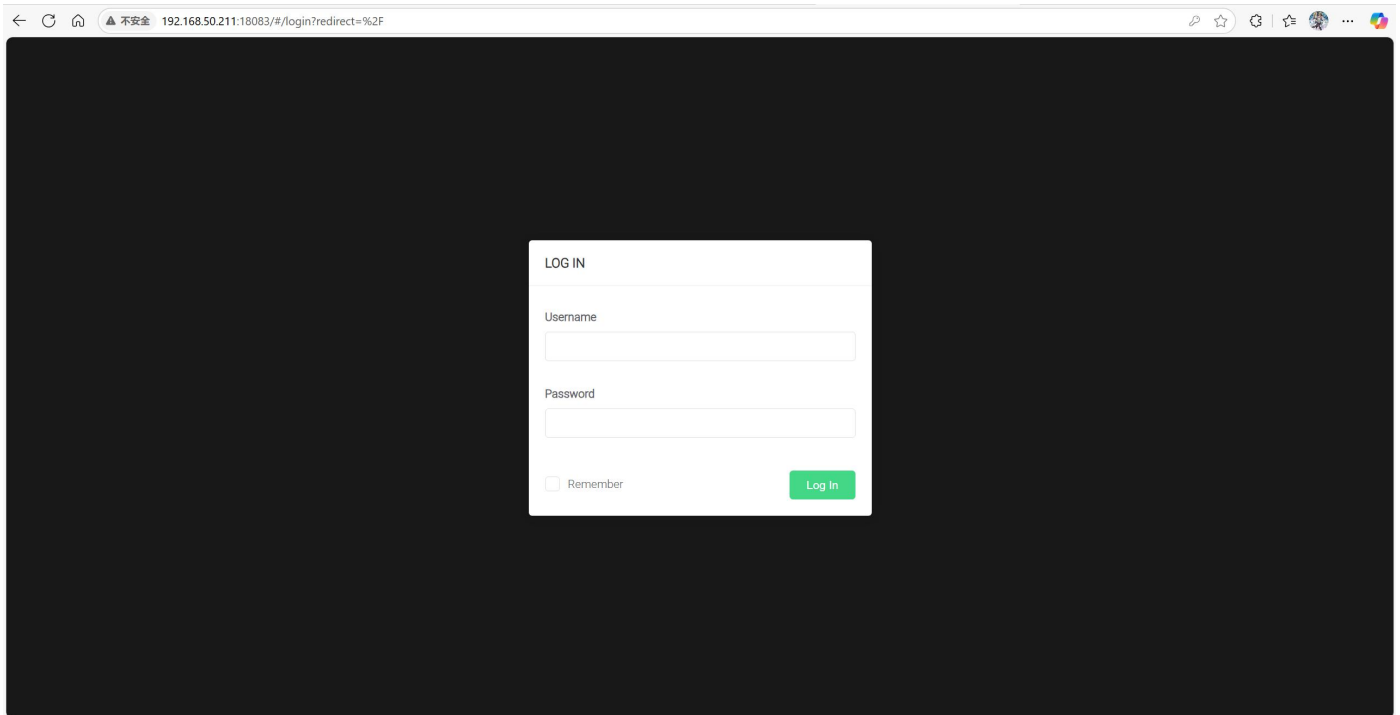 不安全 192.168.50.211:18083/#/login?redirect=%2F
LOG IN
Username
Password
Remember
Log In